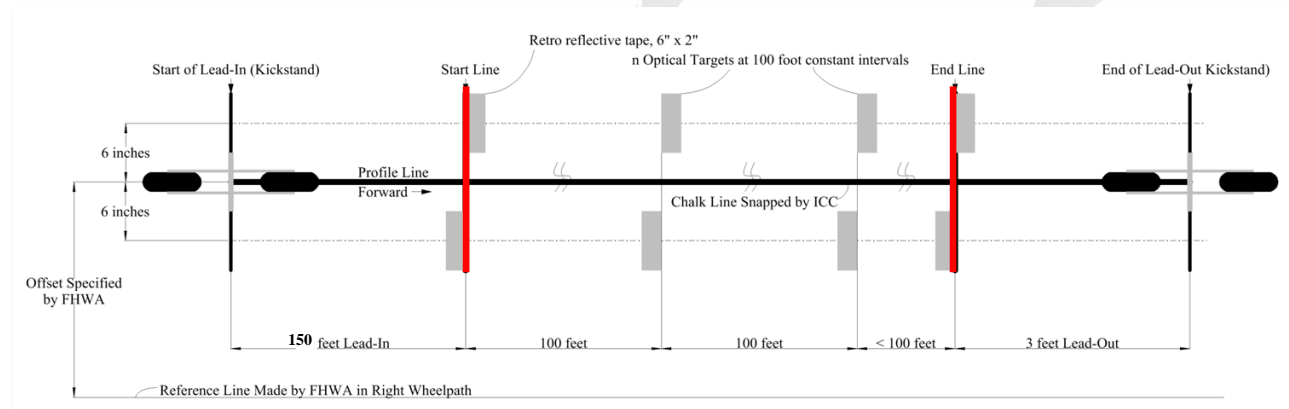 Retro reflective tape, 6" x 2"
n Optical Targets at 100 foot constant intervals
Start of Lead-In (Kickstand)
Start Line
End Line
End of Lead-Out Kickstand)
6 inches
Profile Line
Forward
6 inches
Chalk Line Snapped by ICC
Offset Specified
by FHWA
150 feet Lead-In
100 feet
100 feet
< 100 feet
3 feet Lead-Out
Reference Line Made by FHWA in Right Wheelpath